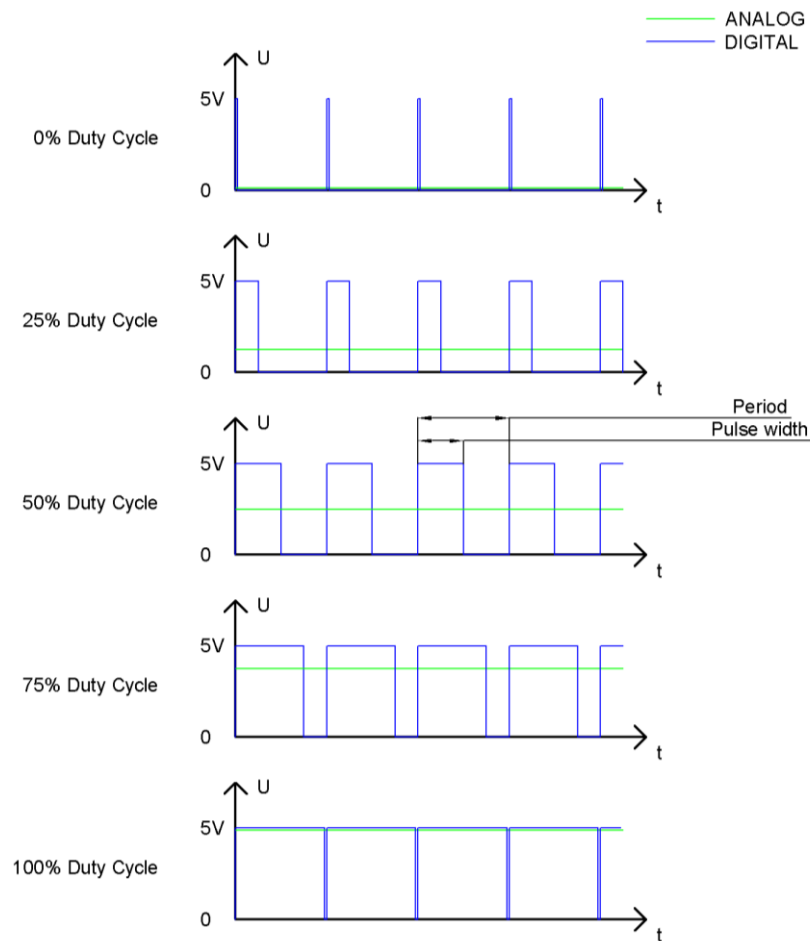 ANALOG
DIGITAL
U
5V
0% Duty Cycle
0
t
U
5V
25% Duty Cycle
0
t
Period
U
Pulse width
5V
50% Duty Cycle
0
t
U
5V
75% Duty Cycle
0
t
U
5V
100% Duty Cycle
0
t